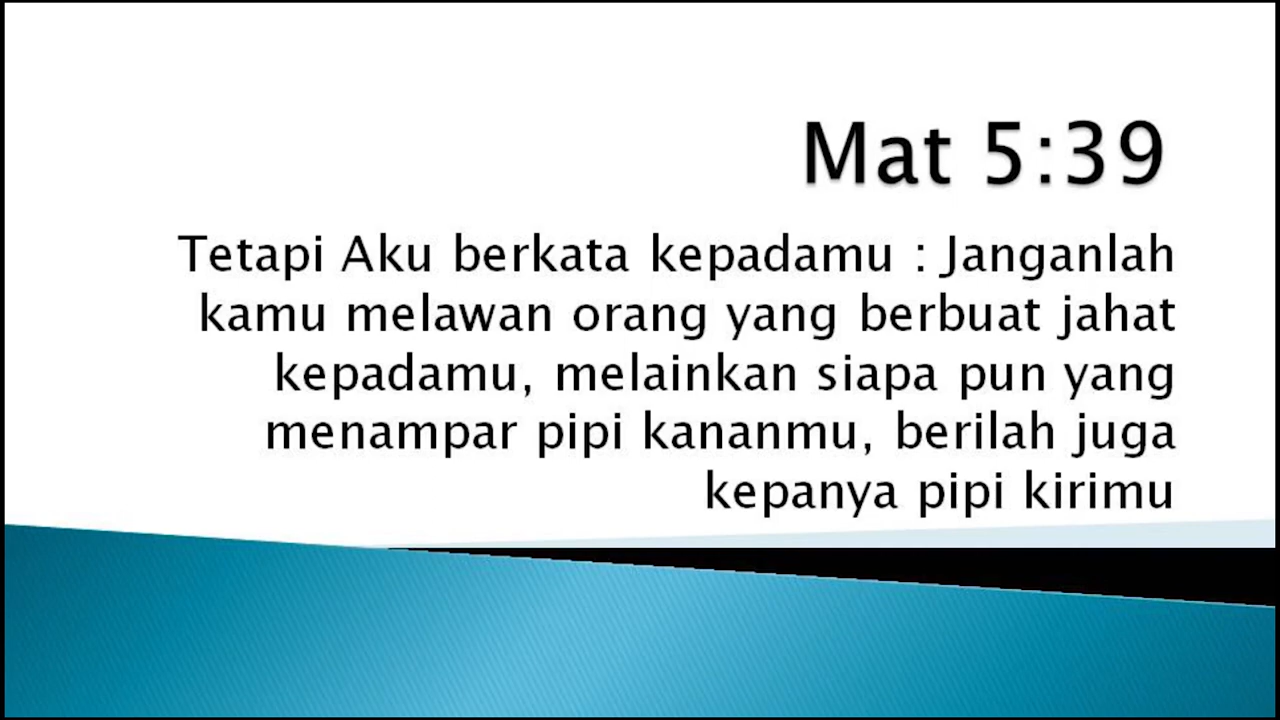 Mat 5:39
Tetapi Aku berkata kepadamu : Janganlah
kamu melawan orang yang berbuat jahat
kepadamu, melainkan siapa pun yang
menampar pipi kananmu, berilah juga
kepanya pipi kirimu